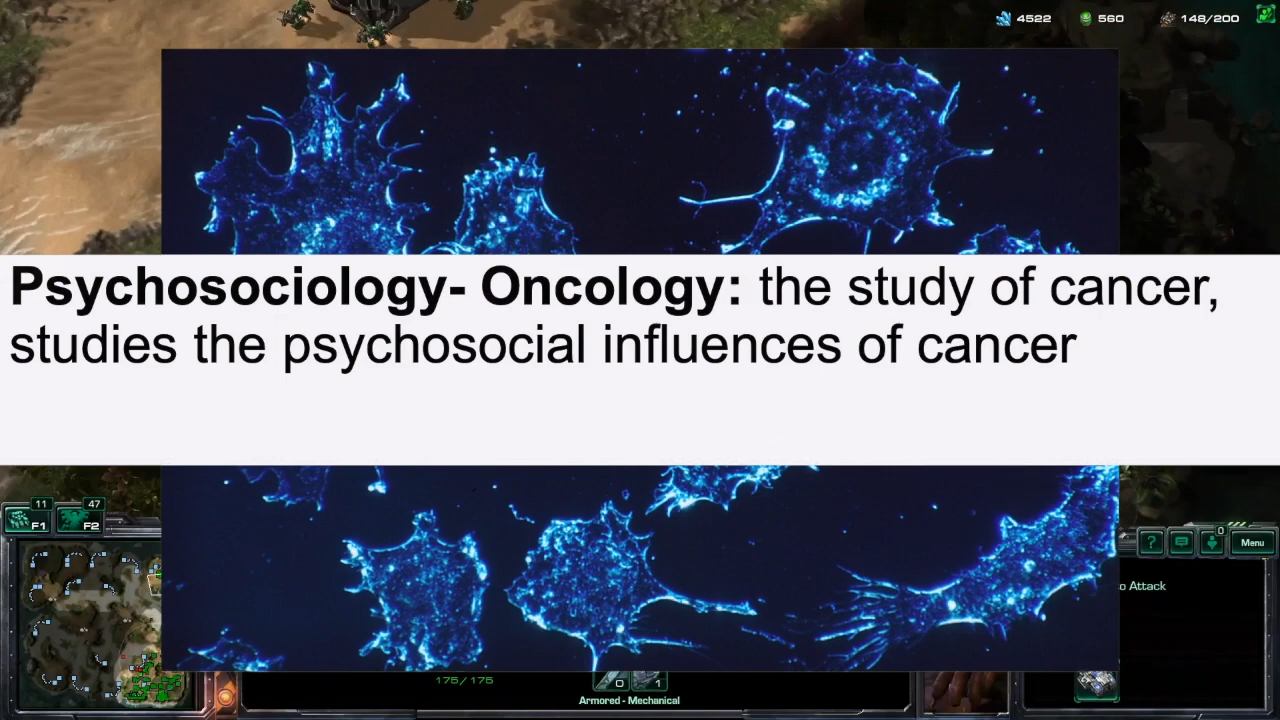 4522 560 148/200
Psychosociology- Oncology: the study of cancer,
studies the psychosocial influences of cancer
11 47
F1 F2
0
? Menu
o Attack
175/175
0 1
Armored - Mechanical